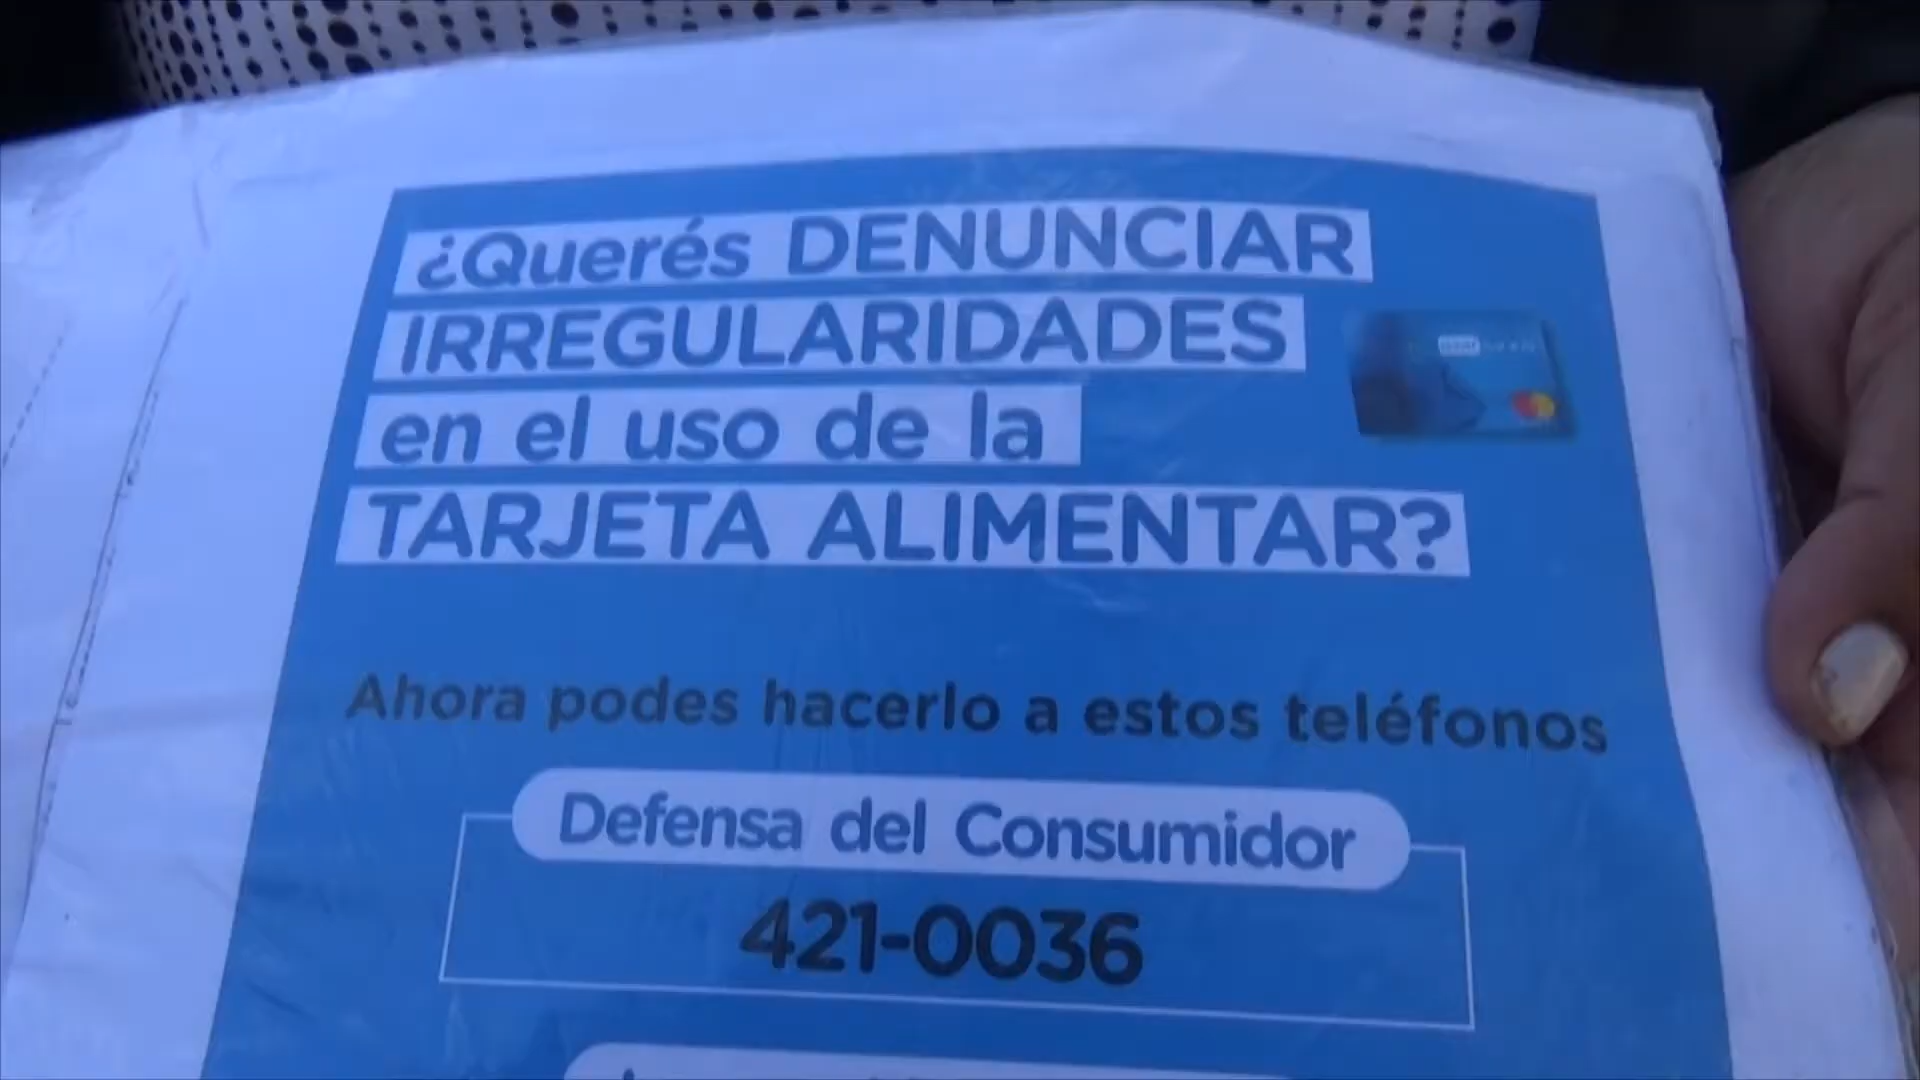 ¿Querés DENUNCIAR
IRREGULARIDADES
en el uso de la
TARJETA ALIMENTAR?
Ahora podes hacerlo a estos teléfonos
Defensa del Consumidor
421-0036